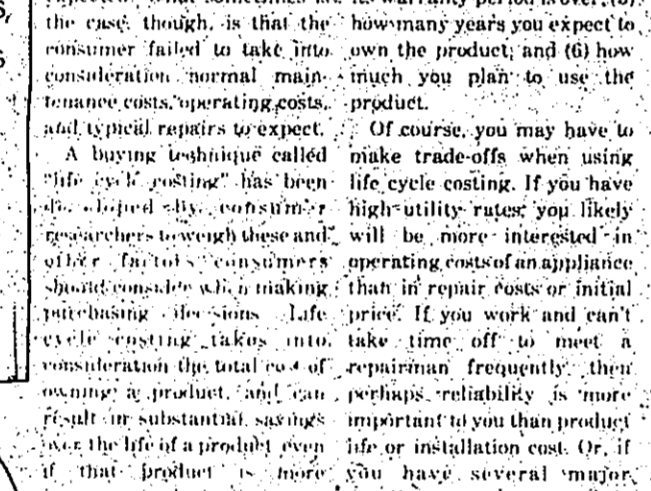 the case, though, is that the
consumer failed to take into
consideration normal main-
tenance costs, operating costs,
and typical repairs to expect.
A buying technique called
"life cycle costing" has been
developed by consumer
researchers to weigh these and
other factors consumers
should consider when making
purchasing decisions. Life
cycle costing takes into
consideration the total cost of
owning a product, and can
result in substantial savings
over the life of a product even
if that product is more
its warranty period is over; (5)
how many years you expect to
own the product; and (6) how
much you plan to use the
product.
Of course, you may have to
make trade-offs when using
life cycle costing. If you have
high utility rates, you likely
will be more interested in
operating costs of an appliance
than in repair costs or initial
price. If you work and can't
take time off to meet a
repairman frequently then
perhaps reliability is more
important to you than product
life or installation cost. Or, if
you have several major